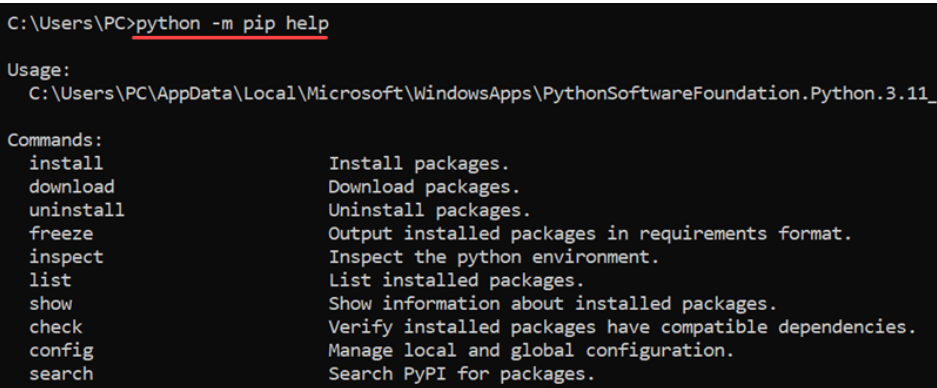 C:\Users\PC>python -m pip help
Usage:
C:\Users\PC\AppData\Local\Microsoft\WindowsApps\PythonSoftwareFoundation.Python.3.11_
Commands:
install Install packages.
download Download packages.
uninstall Uninstall packages.
freeze Output installed packages in requirements format.
inspect Inspect the python environment.
list List installed packages.
show Show information about installed packages.
check Verify installed packages have compatible dependencies.
config Manage local and global configuration.
search Search PyPI for packages.